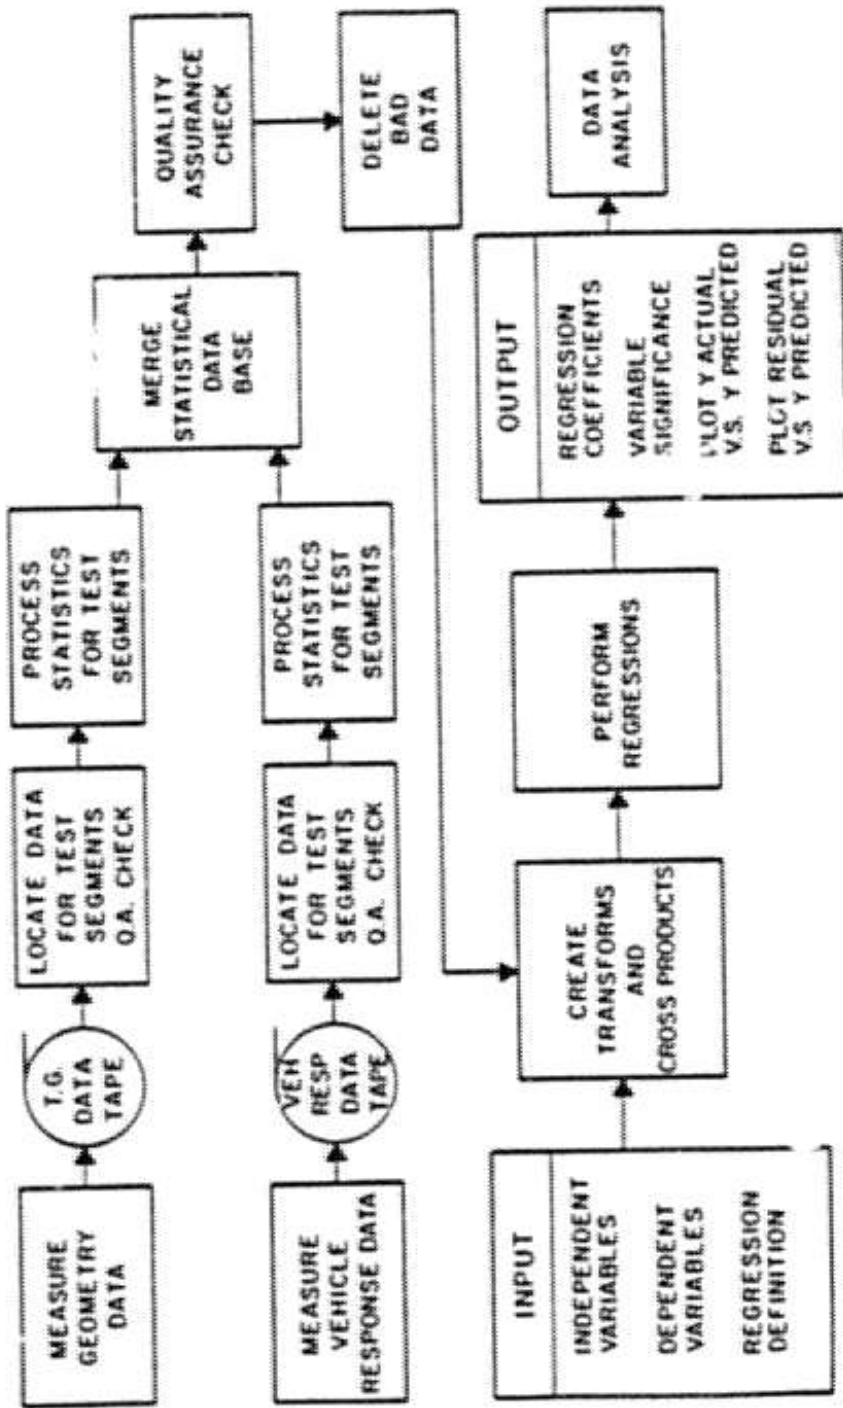 MEASURE
GEOMETRY
DATA
T.G.
DATA
TAPE
LOCATE DATA
FOR TEST
SEGMENTS
Q.A. CHECK
PROCESS
STATISTICS
FOR TEST
SEGMENTS
MEASURE
VEHICLE
RESPONSE DATA
VEH
RESP
DATA
TAPE
LOCATE DATA
FOR TEST
SEGMENTS
Q.A. CHECK
PROCESS
STATISTICS
FOR TEST
SEGMENTS
MERGE
STATISTICAL
DATA
BASE
QUALITY
ASSURANCE
CHECK
DELETE
BAD
DATA
INPUT
INDEPENDENT
VARIABLES
DEPENDENT
VARIABLES
REGRESSION
DEFINITION
CREATE
TRANSFORMS
AND
CROSS PRODUCTS
PERFORM
REGRESSIONS
OUTPUT
REGRESSION
COEFFICIENTS
VARIABLE
SIGNIFICANCE
PLOT Y ACTUAL
V.S. Y PREDICTED
PLOT RESIDUAL
V.S Y PREDICTED
DATA
ANALYSIS